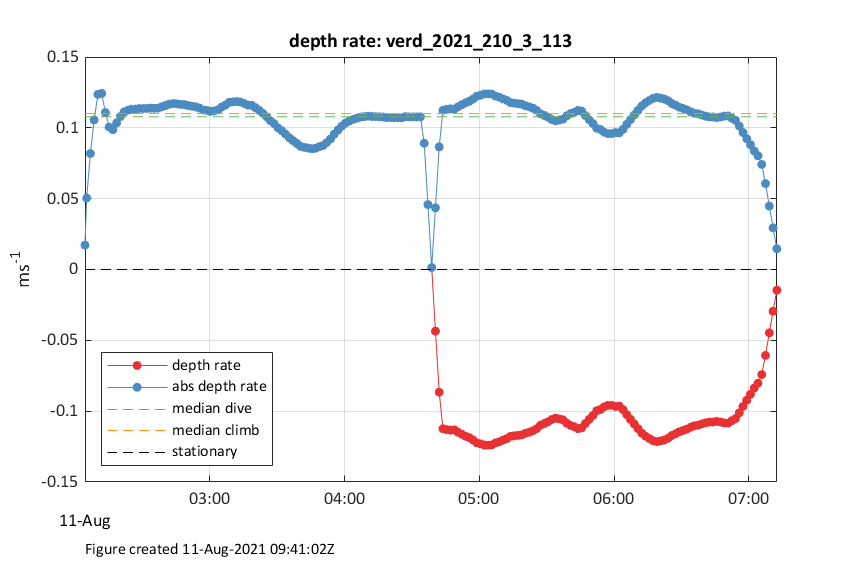 depth rate: verd_2021_210_3_113
0.15
0.1
0.05
0
-0.05
-0.1
-0.15
ms-1
depth rate
abs depth rate
median dive
median climb
stationary
03:00 04:00 05:00 06:00 07:00
11-Aug
Figure created 11-Aug-2021 09:41:02Z